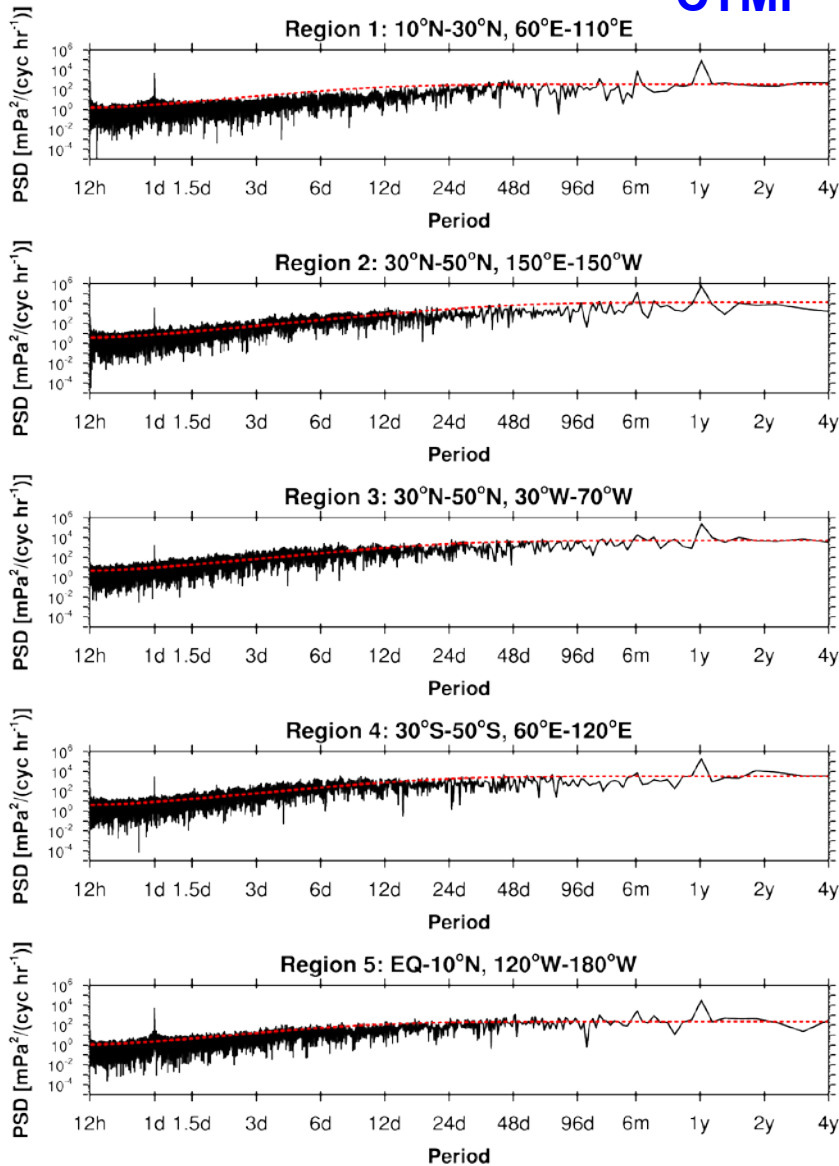 Region 1: 10°N-30°N, 60°E-110°E
PSD [mPa²/(cyc hr⁻¹)]
10⁶
10⁴
10²
10⁰
10⁻²
10⁻⁴
12h 1d 1.5d 3d 6d 12d 24d 48d 96d 6m 1y 2y 4y
Period
Region 2: 30°N-50°N, 150°E-150°W
PSD [mPa²/(cyc hr⁻¹)]
10⁶
10⁴
10²
10⁰
10⁻²
10⁻⁴
12h 1d 1.5d 3d 6d 12d 24d 48d 96d 6m 1y 2y 4y
Period
Region 3: 30°N-50°N, 30°W-70°W
PSD [mPa²/(cyc hr⁻¹)]
10⁶
10⁴
10²
10⁰
10⁻²
10⁻⁴
12h 1d 1.5d 3d 6d 12d 24d 48d 96d 6m 1y 2y 4y
Period
Region 4: 30°S-50°S, 60°E-120°E
PSD [mPa²/(cyc hr⁻¹)]
10⁶
10⁴
10²
10⁰
10⁻²
10⁻⁴
12h 1d 1.5d 3d 6d 12d 24d 48d 96d 6m 1y 2y 4y
Period
Region 5: EQ-10°N, 120°W-180°W
PSD [mPa²/(cyc hr⁻¹)]
10⁶
10⁴
10²
10⁰
10⁻²
10⁻⁴
12h 1d 1.5d 3d 6d 12d 24d 48d 96d 6m 1y 2y 4y
Period